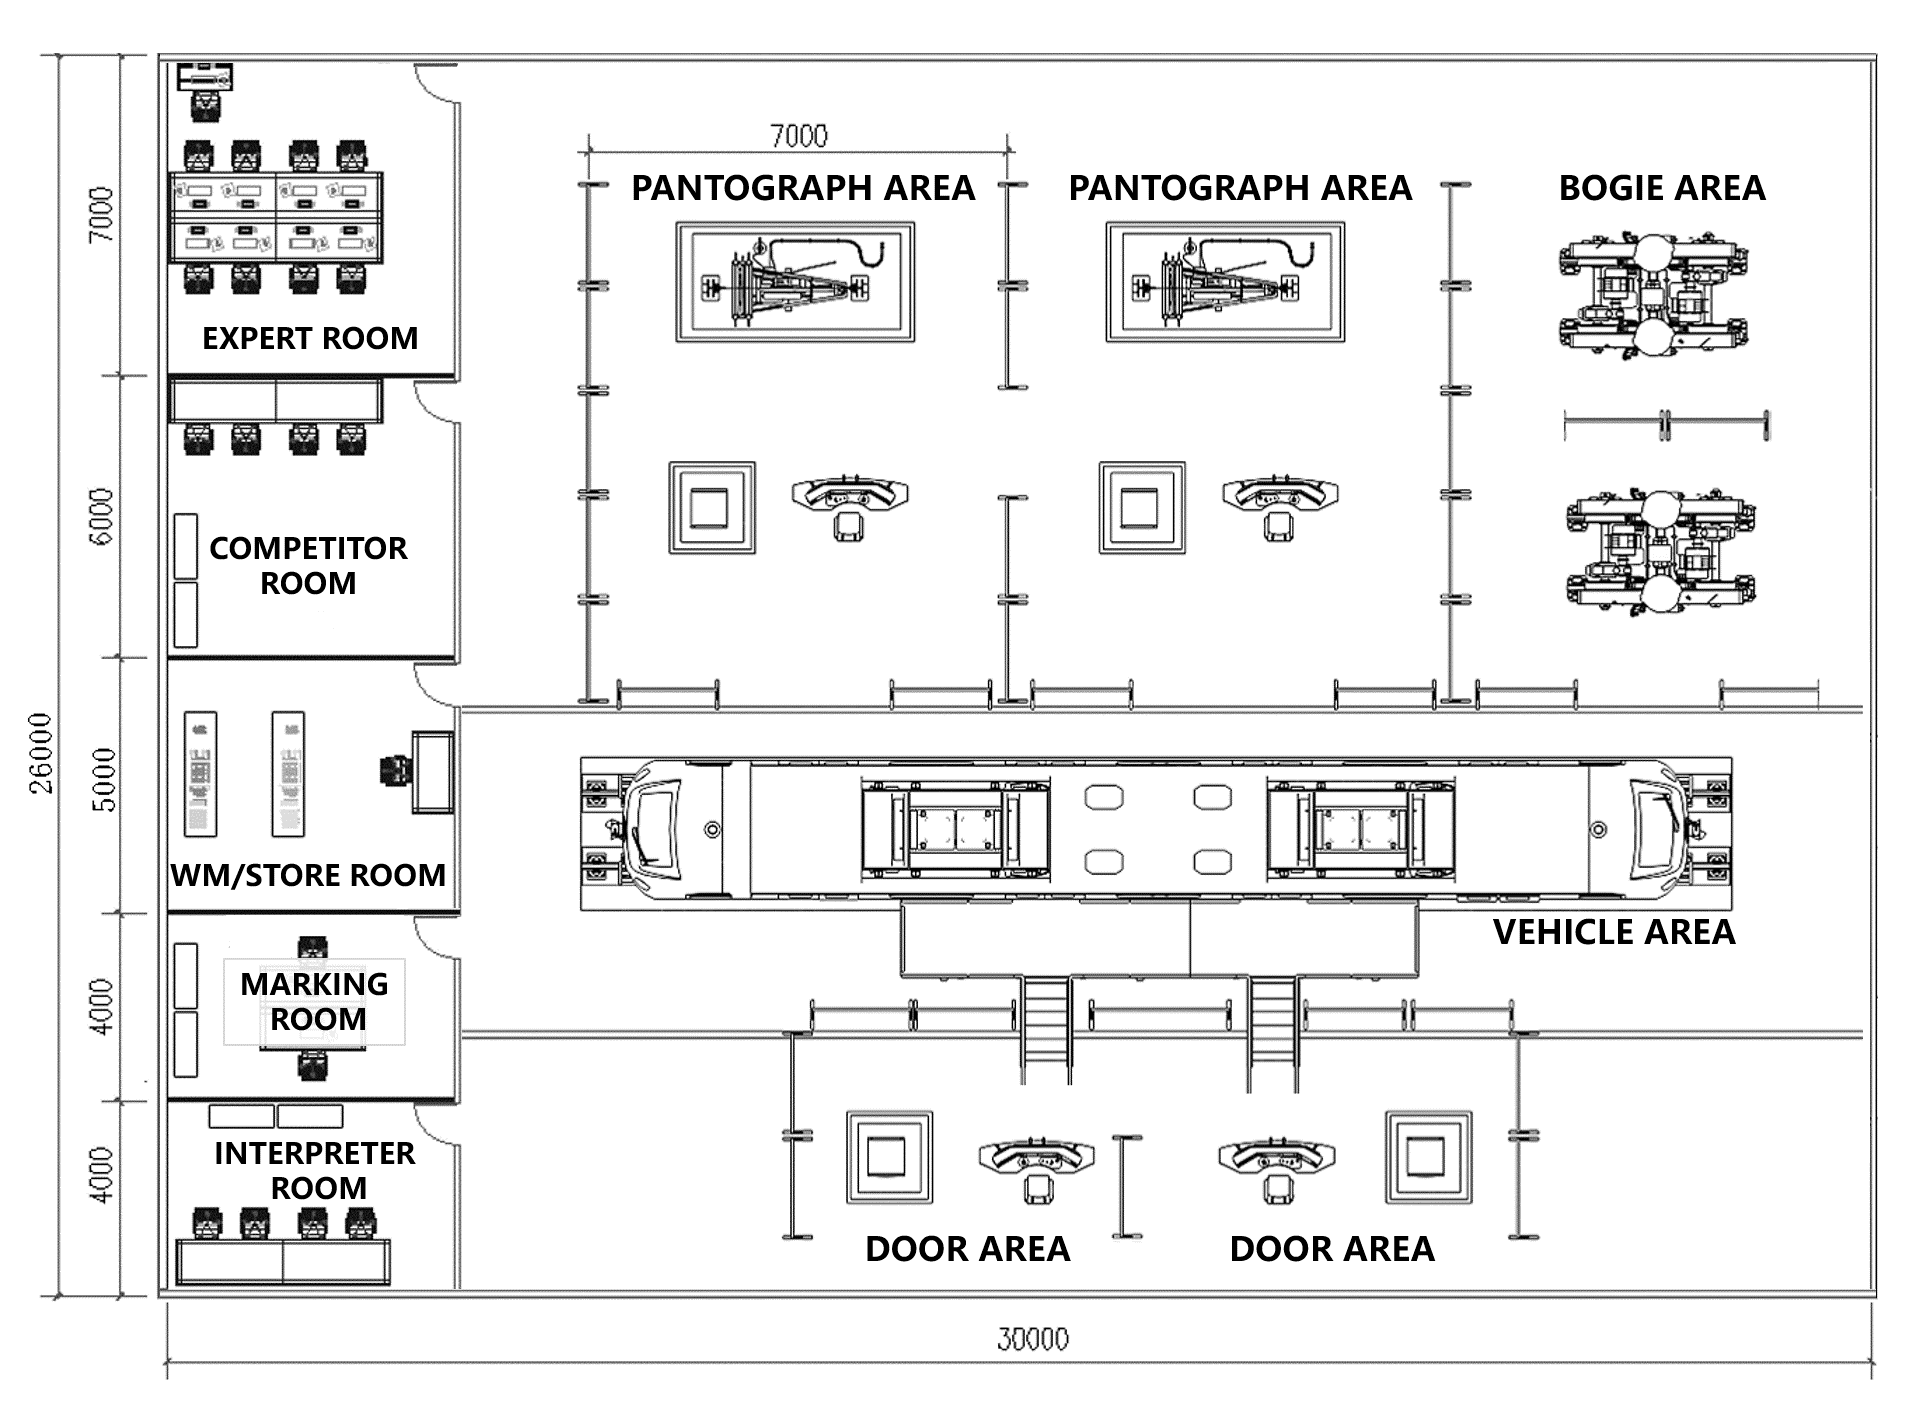 7000
PANTOGRAPH AREA
PANTOGRAPH AREA
BOGIE AREA
7000
EXPERT ROOM
6000
COMPETITOR
ROOM
26000
5000
WM/STORE ROOM
VEHICLE AREA
4000
MARKING
ROOM
4000
INTERPRETER
ROOM
DOOR AREA
DOOR AREA
30000